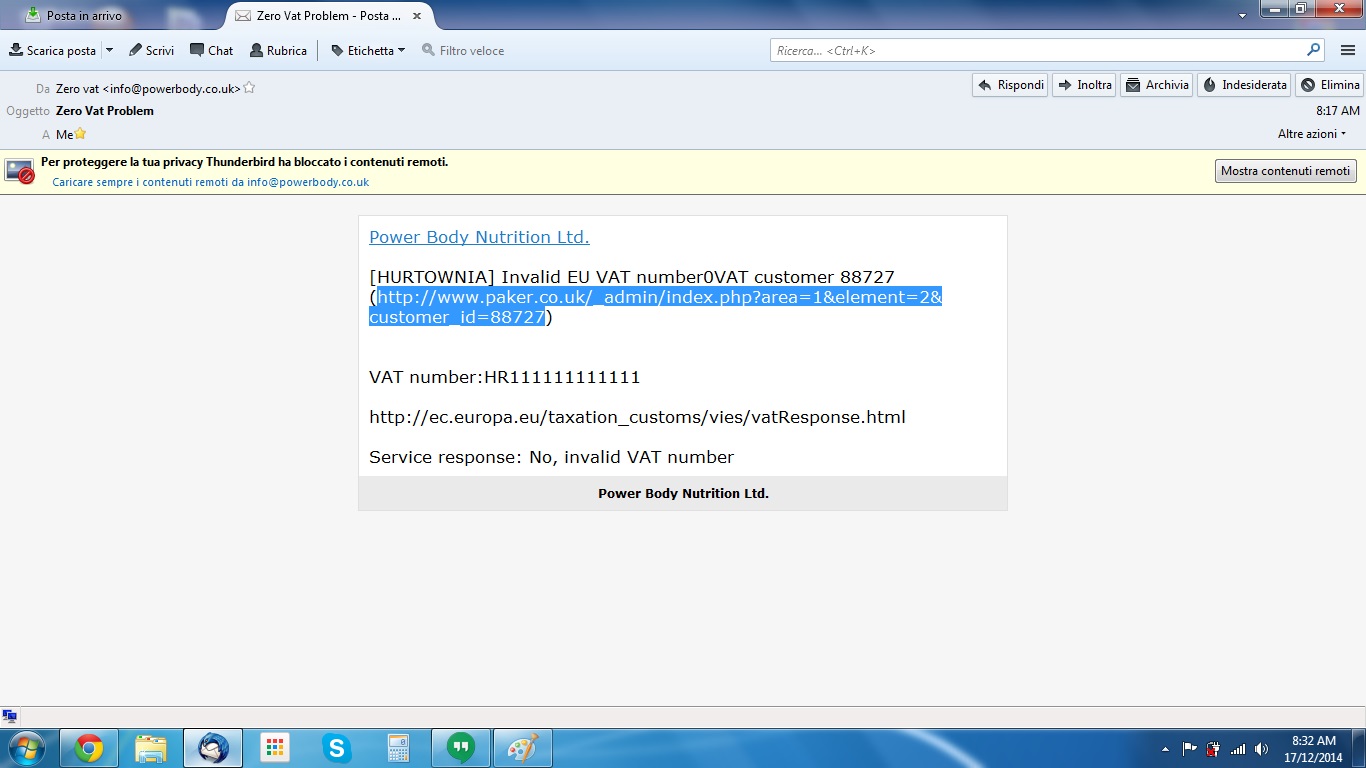 Posta in arrivo
Zero Vat Problem - Posta ...
Scarica posta
Scrivi
Chat
Rubrica
Etichetta
Filtro veloce
Ricerca... <Ctrl+K>
Da Zero vat <info@powerbody.co.uk>
Rispondi
Inoltra
Archivia
Indesiderata
Elimina
Oggetto Zero Vat Problem
8:17 AM
A Me
Altre azioni
Per proteggere la tua privacy Thunderbird ha bloccato i contenuti remoti.
Caricare sempre i contenuti remoti da info@powerbody.co.uk
Mostra contenuti remoti
Power Body Nutrition Ltd.
[HURTOWNIA] Invalid EU VAT number0VAT customer 88727
(http://www.paker.co.uk/_admin/index.php?area=1&element=2&
customer_id=88727)
VAT number:HR111111111111
http://ec.europa.eu/taxation_customs/vies/vatResponse.html
Service response: No, invalid VAT number
Power Body Nutrition Ltd.
8:32 AM
17/12/2014